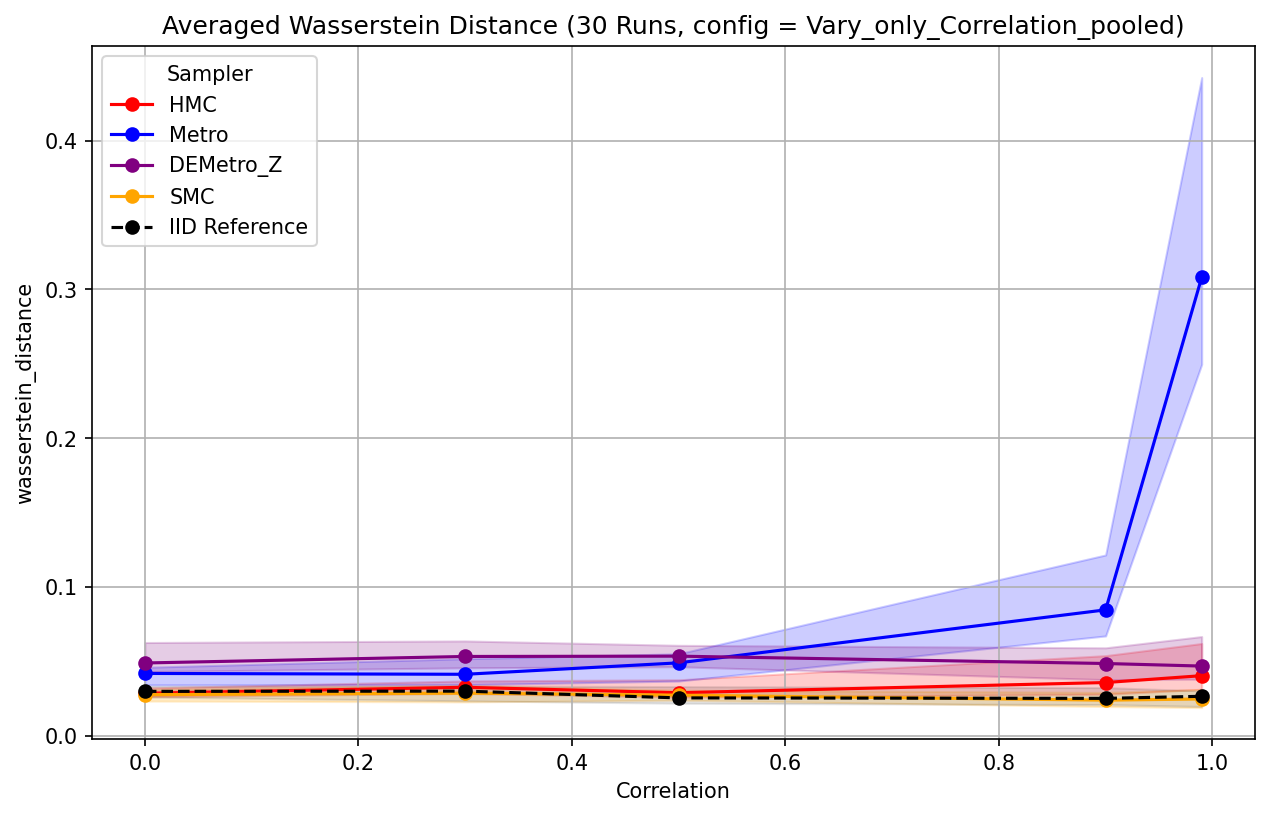 Averaged Wasserstein Distance (30 Runs, config = Vary_only_Correlation_pooled)
Sampler
HMC
Metro
DEMetro_Z
SMC
IID Reference
wasserstein_distance
0.4
0.3
0.2
0.1
0.0
0.0 0.2 0.4 0.6 0.8 1.0
Correlation